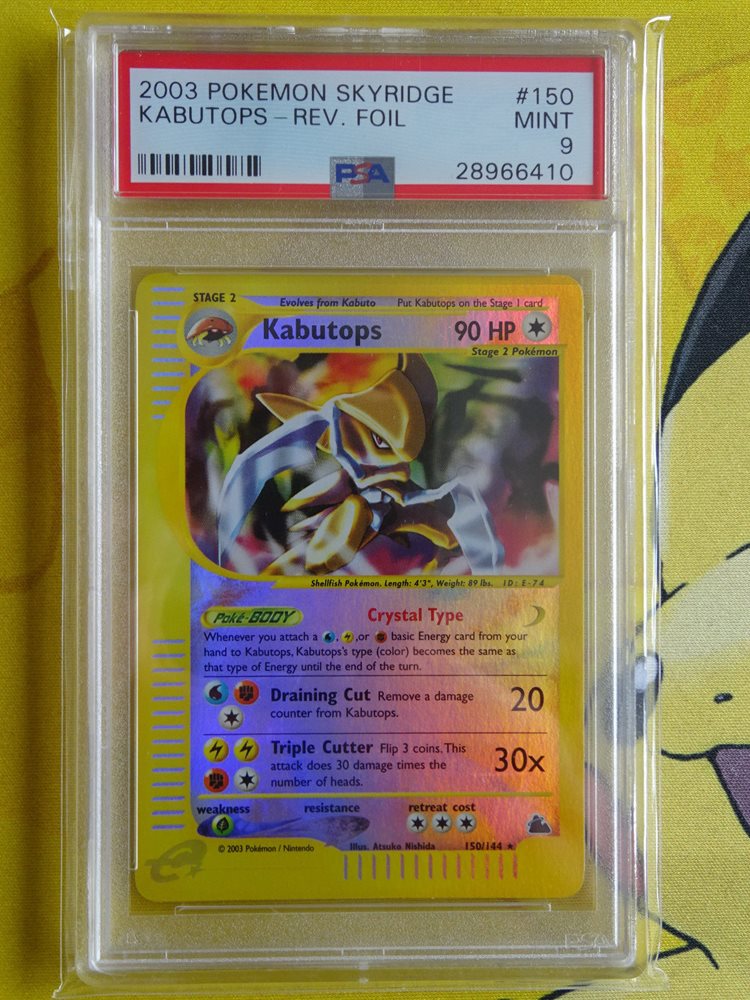 2003 POKEMON SKYRIDGE #150
KABUTOPS - REV. FOIL MINT
9
PSA 28966410
STAGE 2 Evolves from Kabuto Put Kabutops on the Stage 1 card
Kabutops 90 HP
Stage 2 Pokémon
Shellfish Pokémon. Length: 4'3", Weight: 89 lbs. ID: E-74
Poké-BODY Crystal Type
Whenever you attach a , , or basic Energy card from your
hand to Kabutops, Kabutops's type (color) becomes the same as
that type of Energy until the end of the turn.
Draining Cut Remove a damage 20
counter from Kabutops.
Triple Cutter Flip 3 coins. This
attack does 30 damage times the 30x
number of heads.
weakness resistance retreat cost
© 2003 Pokémon / Nintendo Illus. Atsuko Nishida 150/144 ★
e